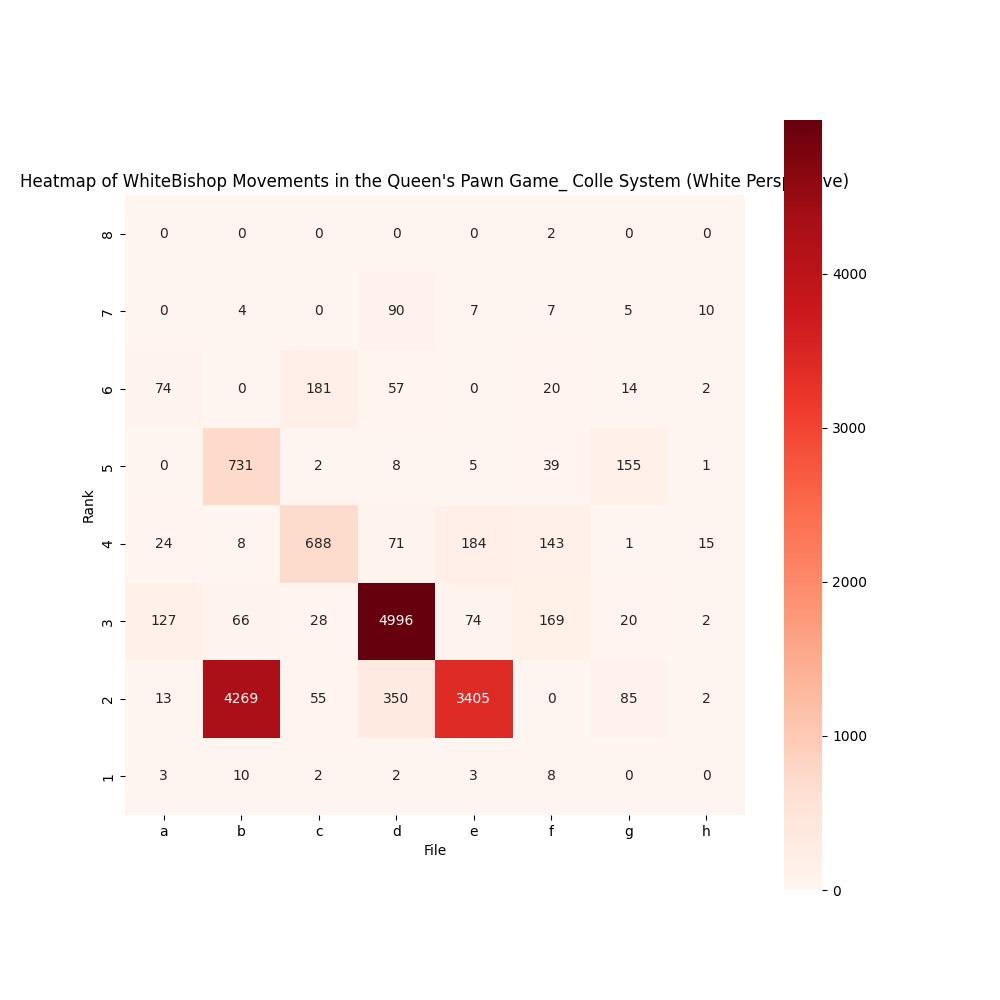 Heatmap of WhiteBishop Movements in the Queen's Pawn Game_ Colle System (White Pers ve)
8 0 0 0 0 0 2 0 0
7 0 4 0 90 7 7 5 10
6 74 0 181 57 0 20 14 2
5 0 731 2 8 5 39 155 1
4 24 8 688 71 184 143 1 15
3 127 66 28 4996 74 169 20 2
2 13 4269 55 350 3405 0 85 2
1 3 10 2 2 3 8 0 0
a b c d e f g h
File
Rank
4000
3000
2000
1000
0